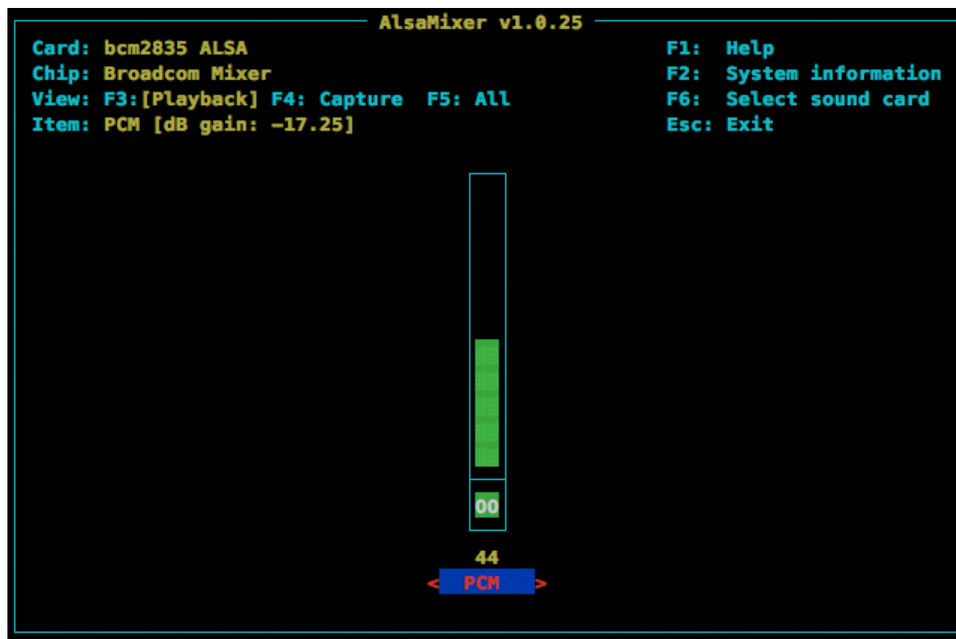 AlsaMixer v1.0.25
Card: bcm2835 ALSA F1: Help
Chip: Broadcom Mixer F2: System information
View: F3:[Playback] F4: Capture F5: All F6: Select sound card
Item: PCM [dB gain: −17.25] Esc: Exit
00
44
< PCM >